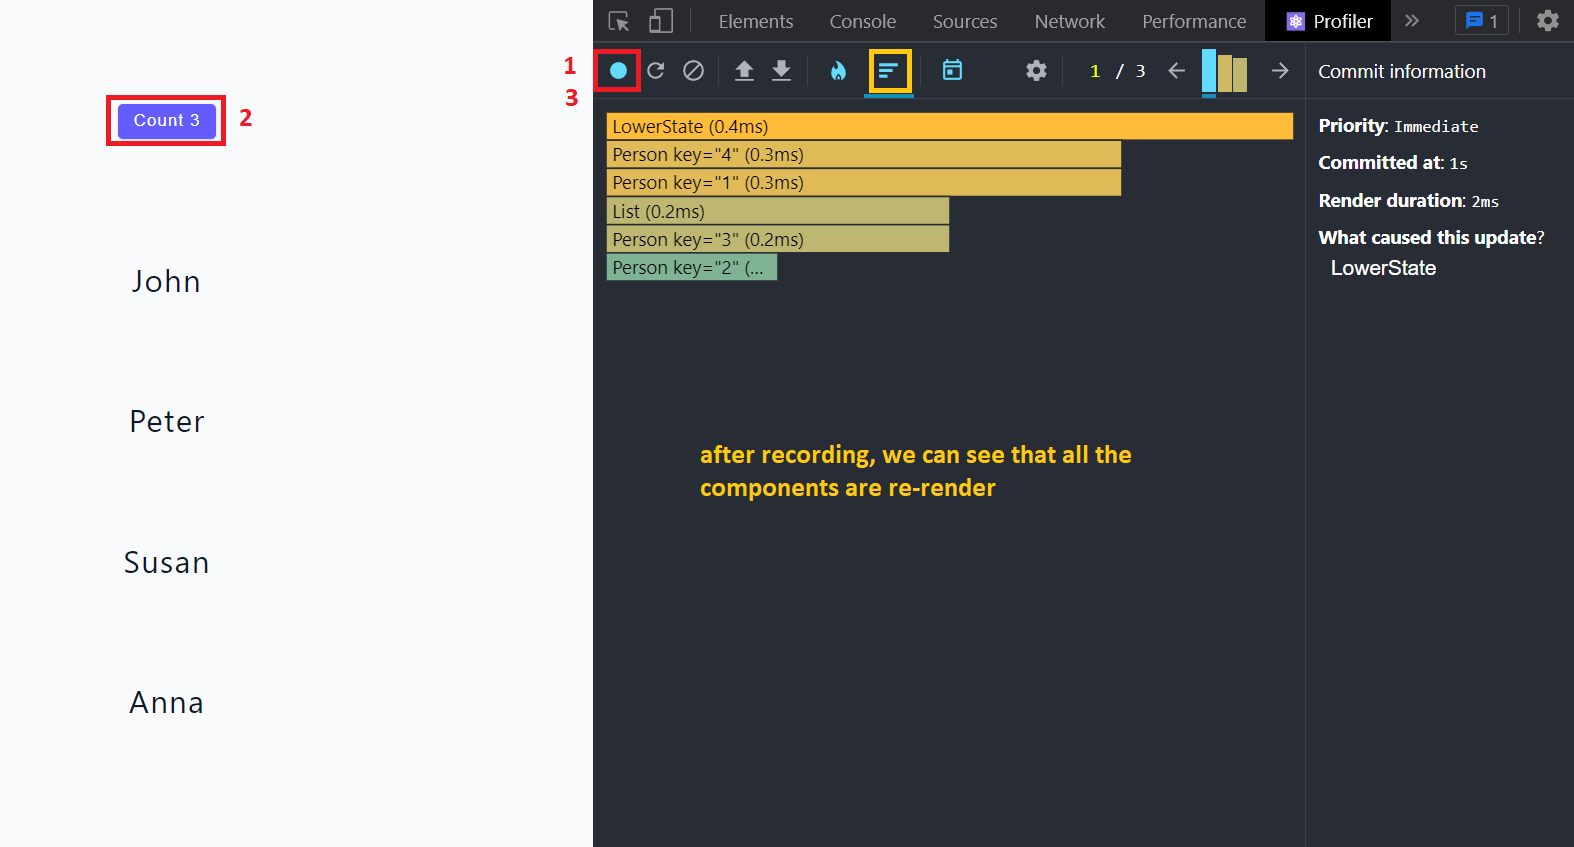 Elements Console Sources Network Performance Profiler 1
1
3
1 / 3
Commit information
Count 3
2
LowerState (0.4ms)
Person key="4" (0.3ms)
Person key="1" (0.3ms)
List (0.2ms)
Person key="3" (0.2ms)
Person key="2" (...
Priority: Immediate
Committed at: 1s
Render duration: 2ms
What caused this update?
LowerState
John
Peter
Susan
Anna
after recording, we can see that all the
components are re-render